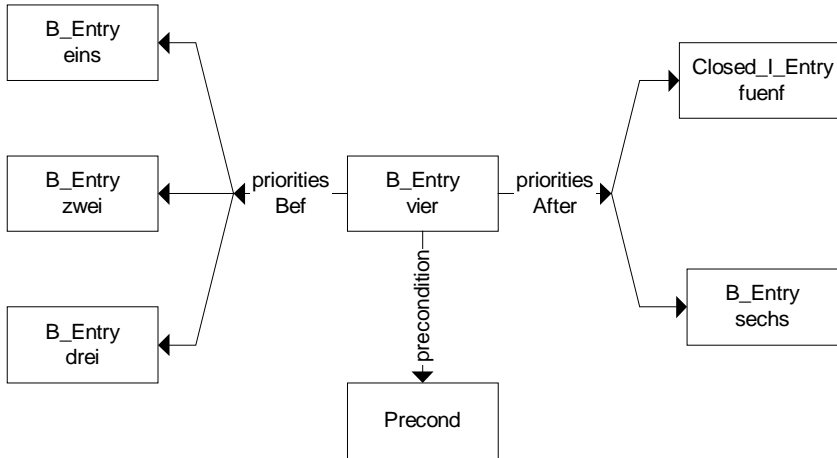 B_Entry
eins
Closed_I_Entry
fuenf
B_Entry
zwei
priorities
Bef
B_Entry
vier
priorities
After
B_Entry
sechs
B_Entry
drei
precondition
Precond